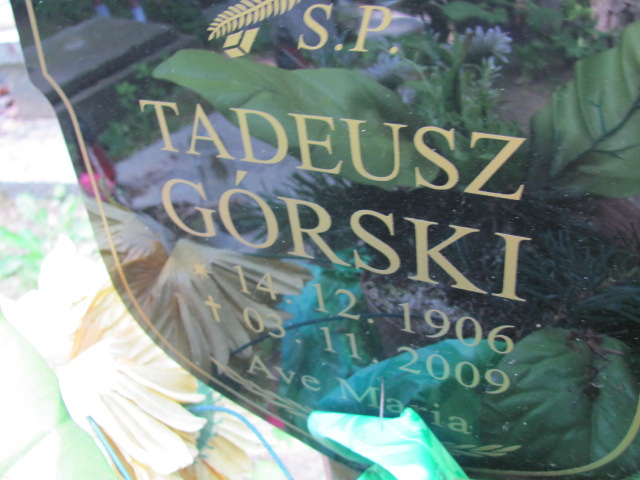 S.P.
TADEUSZ
GÓRSKI
* 14.12.1906
† 03.11.2009
Ave Maria